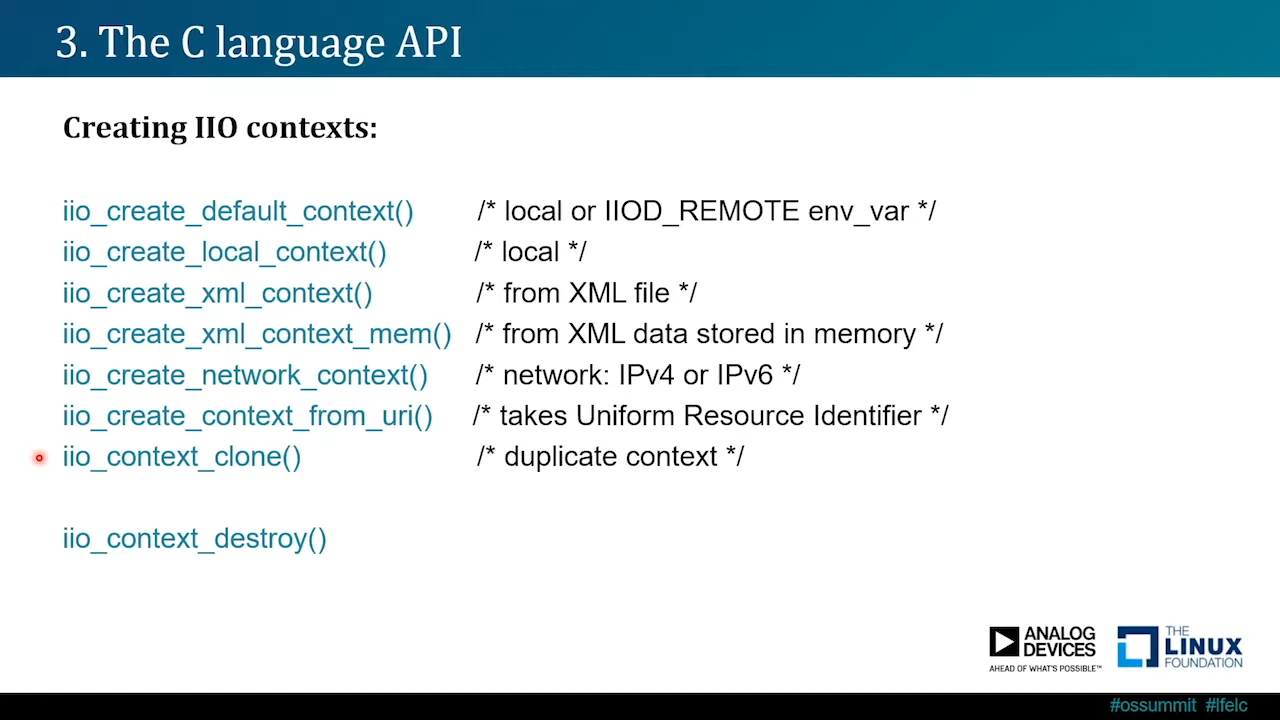 3. The C language API
Creating IIO contexts:
iio_create_default_context() /* local or IIOD_REMOTE env_var */
iio_create_local_context() /* local */
iio_create_xml_context() /* from XML file */
iio_create_xml_context_mem() /* from XML data stored in memory */
iio_create_network_context() /* network: IPv4 or IPv6 */
iio_create_context_from_uri() /* takes Uniform Resource Identifier */
iio_context_clone() /* duplicate context */
iio_context_destroy()
ANALOG
DEVICES
AHEAD OF WHAT'S POSSIBLE™
THE
LINUX
FOUNDATION
#ossummit #lfelc